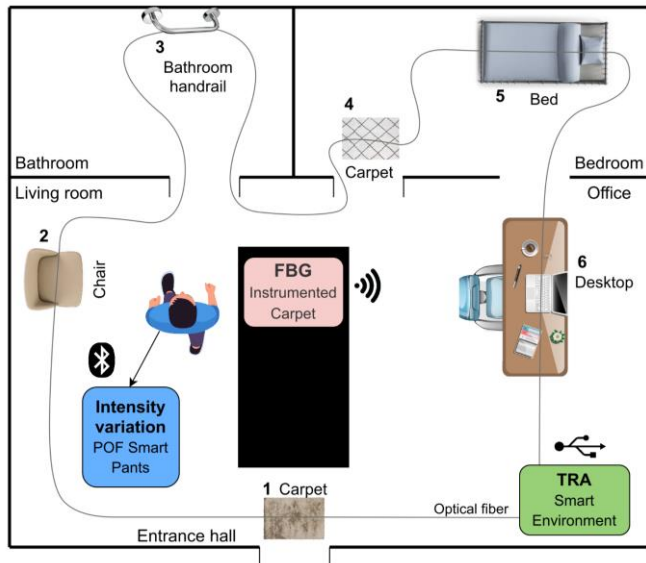 3
Bathroom
handrail
4
Carpet
5 Bed
Bathroom
Living room
Bedroom
Office
2
Chair
FBG
Instrumented
Carpet
6
Desktop
Intensity
variation
POF Smart
Pants
1 Carpet
Optical fiber
TRA
Smart
Environment
Entrance hall